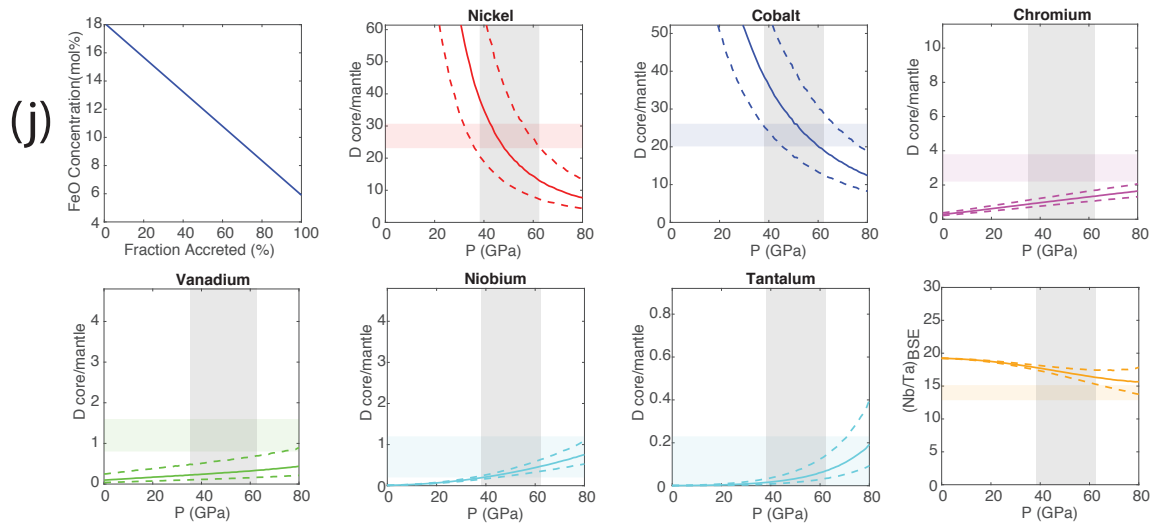 (j)
FeO Concentration(mol%)
18
16
14
12
10
8
6
4
0 20 40 60 80 100
Fraction Accreted (%)
Nickel
D core/mantle
60
50
40
30
20
10
0
0 20 40 60 80
P (GPa)
Cobalt
D core/mantle
50
40
30
20
10
0
0 20 40 60 80
P (GPa)
Chromium
D core/mantle
10
8
6
4
2
0
0 20 40 60 80
P (GPa)
Vanadium
D core/mantle
4
3
2
1
0
0 20 40 60 80
P (GPa)
Niobium
D core/mantle
4
3
2
1
0
0 20 40 60 80
P (GPa)
Tantalum
D core/mantle
0.8
0.6
0.4
0.2
0
0 20 40 60 80
P (GPa)
(Nb/Ta)BSE
30
25
20
15
10
5
0
0 20 40 60 80
P (GPa)